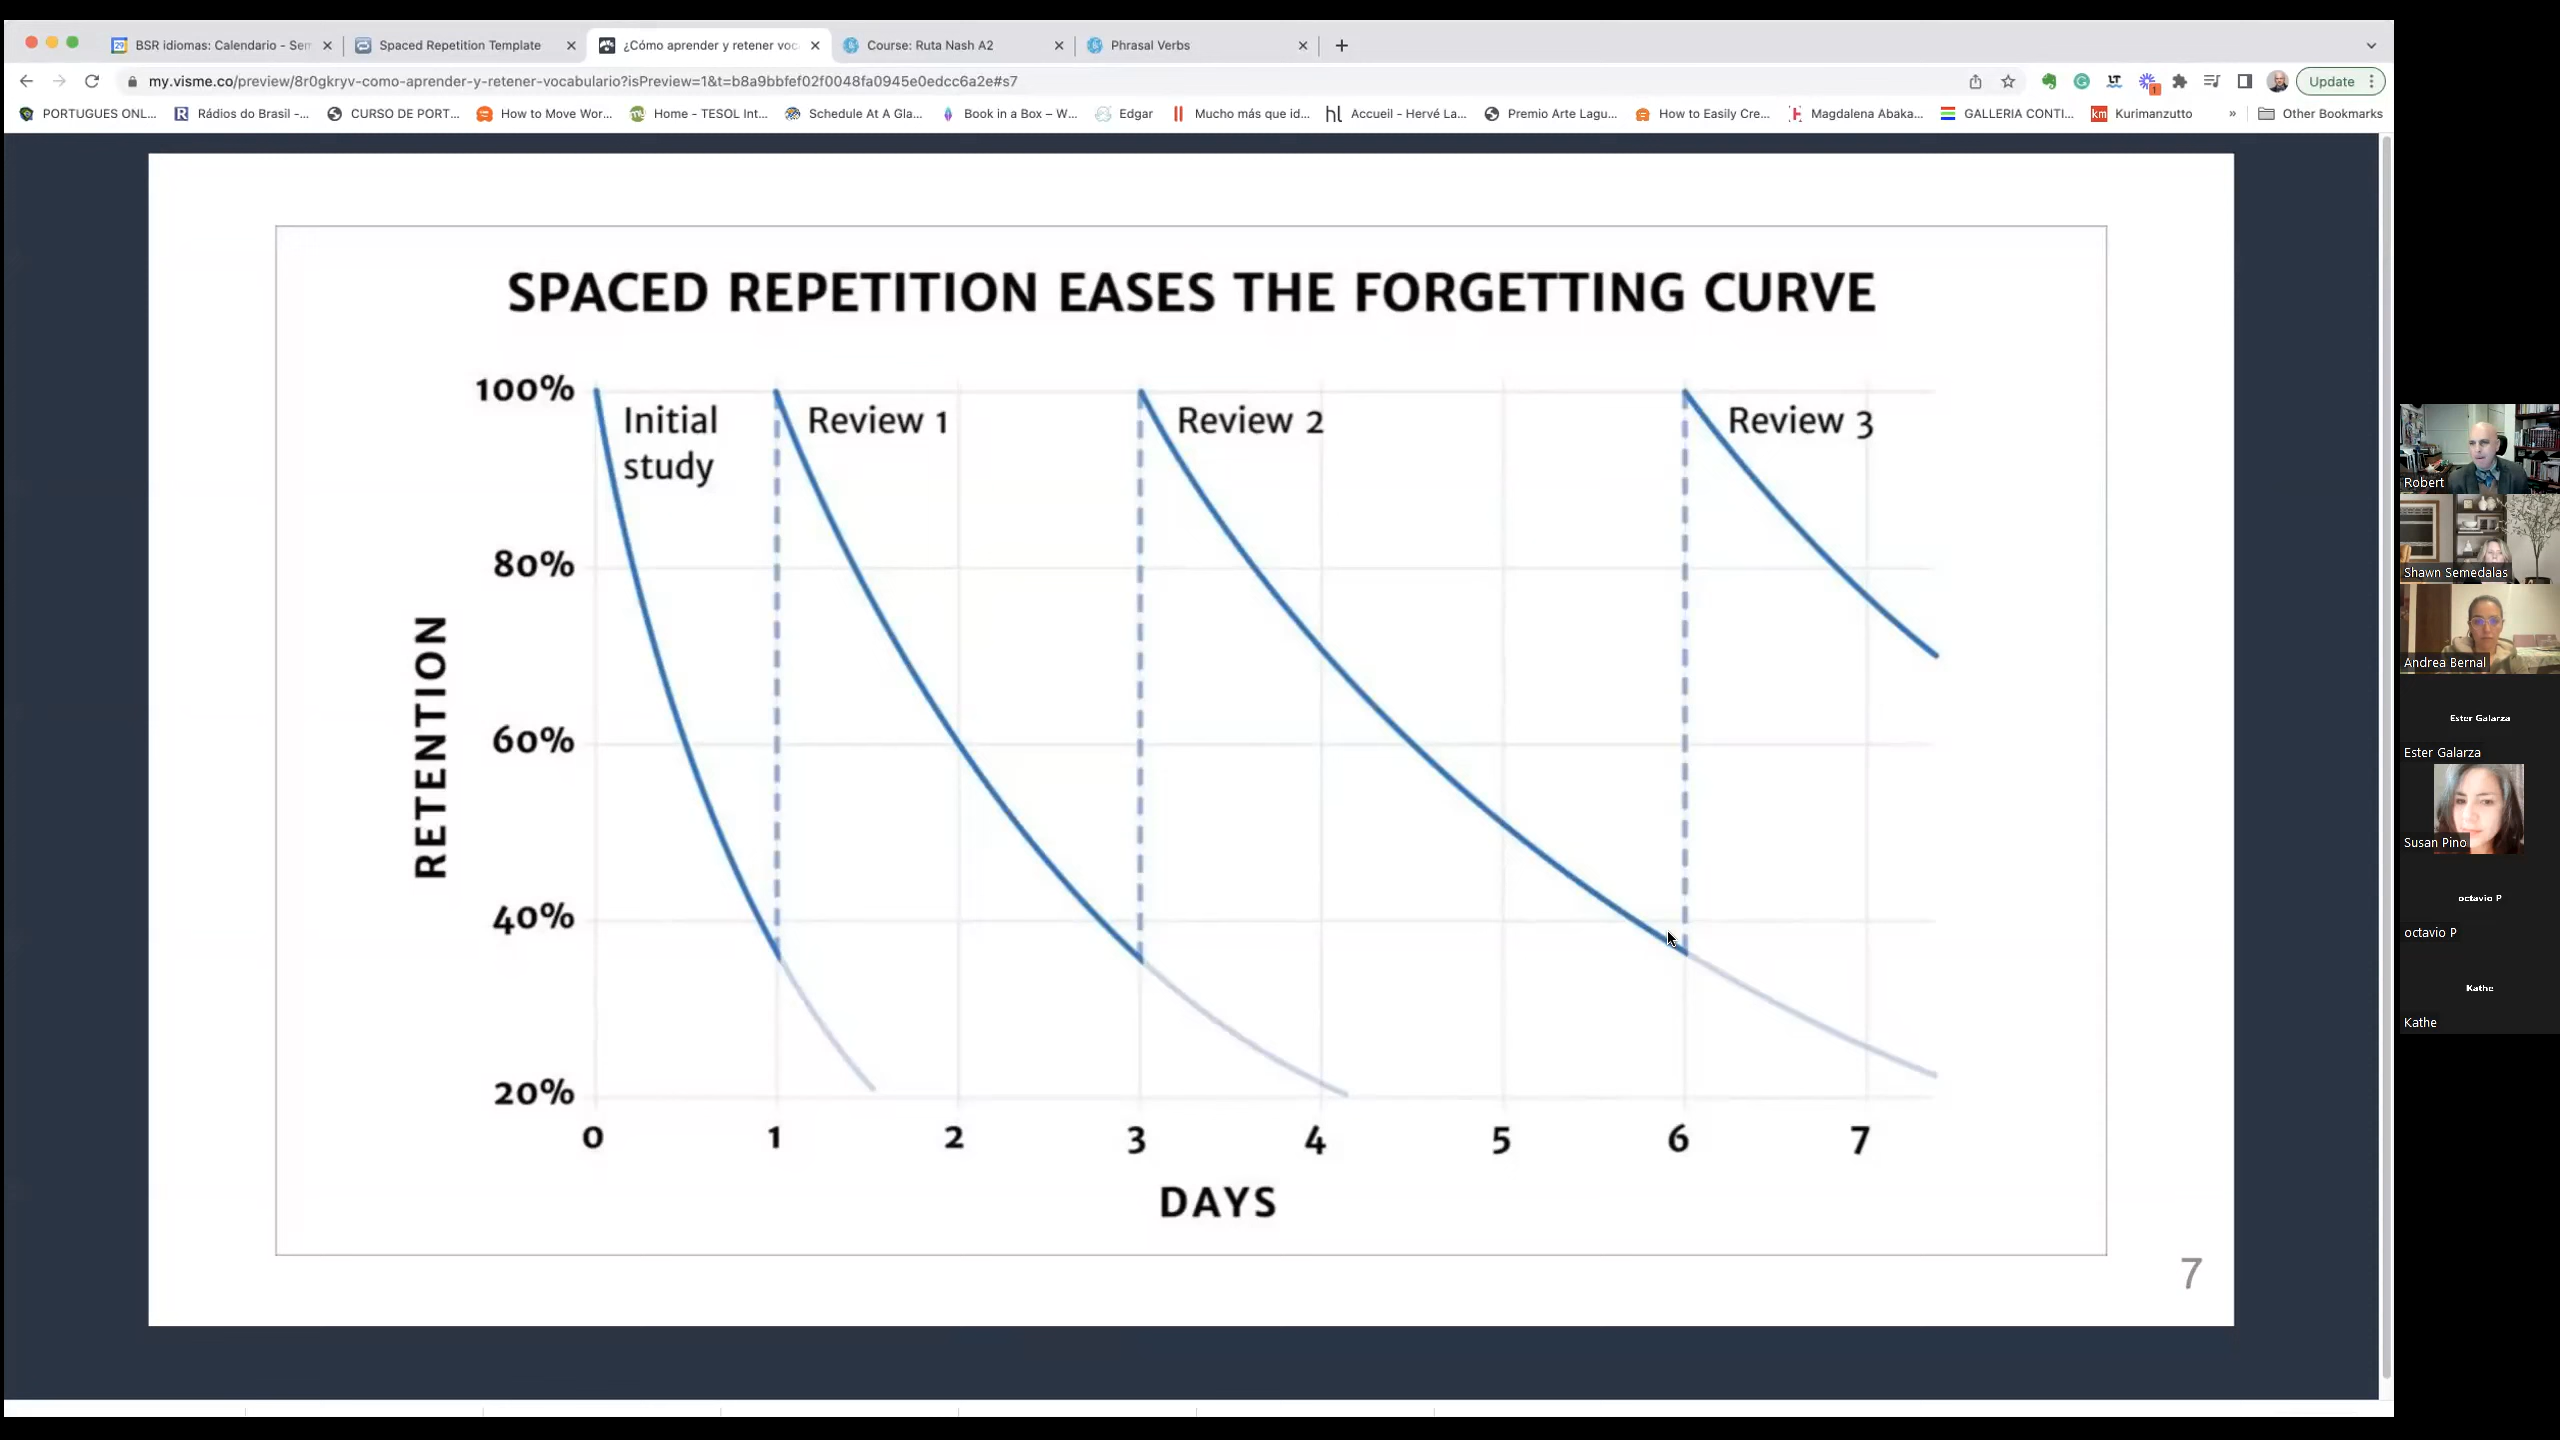 BSR idiomas: Calendario - Sem
Spaced Repetition Template
¿Cómo aprender y retener voc
Course: Ruta Nash A2
Phrasal Verbs
my.visme.co/preview/8r0gkryv-como-aprender-y-retener-vocabulario?isPreview=1&t=b8a9bbfef02f0048fa0945e0edcc6a2e#s7
Update
PORTUGUES ONL...
Rádios do Brasil -...
CURSO DE PORT...
How to Move Wor...
Home - TESOL Int...
Schedule At A Gla...
Book in a Box – W...
Edgar
Mucho más que id...
Accueil - Hervé La...
Premio Arte Lagu...
How to Easily Cre...
Magdalena Abaka...
GALLERIA CONTI...
Kurimanzutto
»
Other Bookmarks
SPACED REPETITION EASES THE FORGETTING CURVE
100%
80%
60%
40%
20%
RETENTION
Initial
study
Review 1
Review 2
Review 3
0 1 2 3 4 5 6 7
DAYS
7
Robert
Shawn Semedalas
Andrea Bernal
Ester Galarza
Ester Galarza
Susan Pino
octavio P
octavio P
Kathe
Kathe